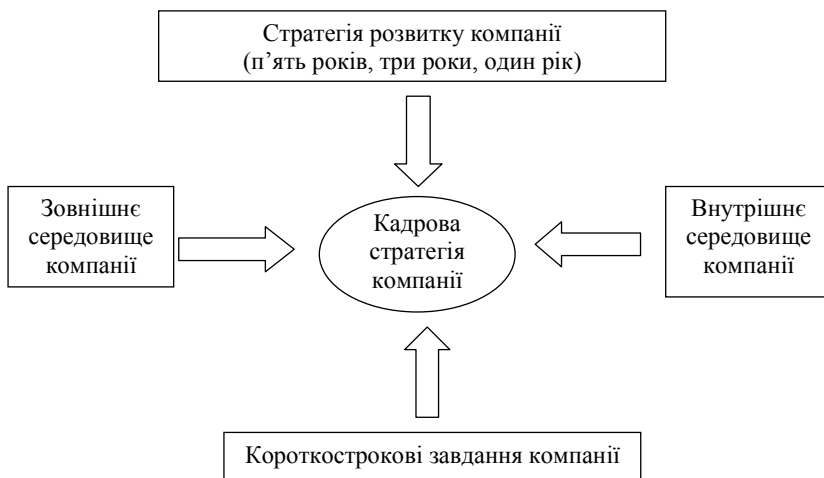 Стратегія розвитку компанії
(п’ять років, три роки, один рік)
Зовнішнє
середовище
компанії
Кадрова
стратегія
компанії
Внутрішнє
середовище
компанії
Короткострокові завдання компанії